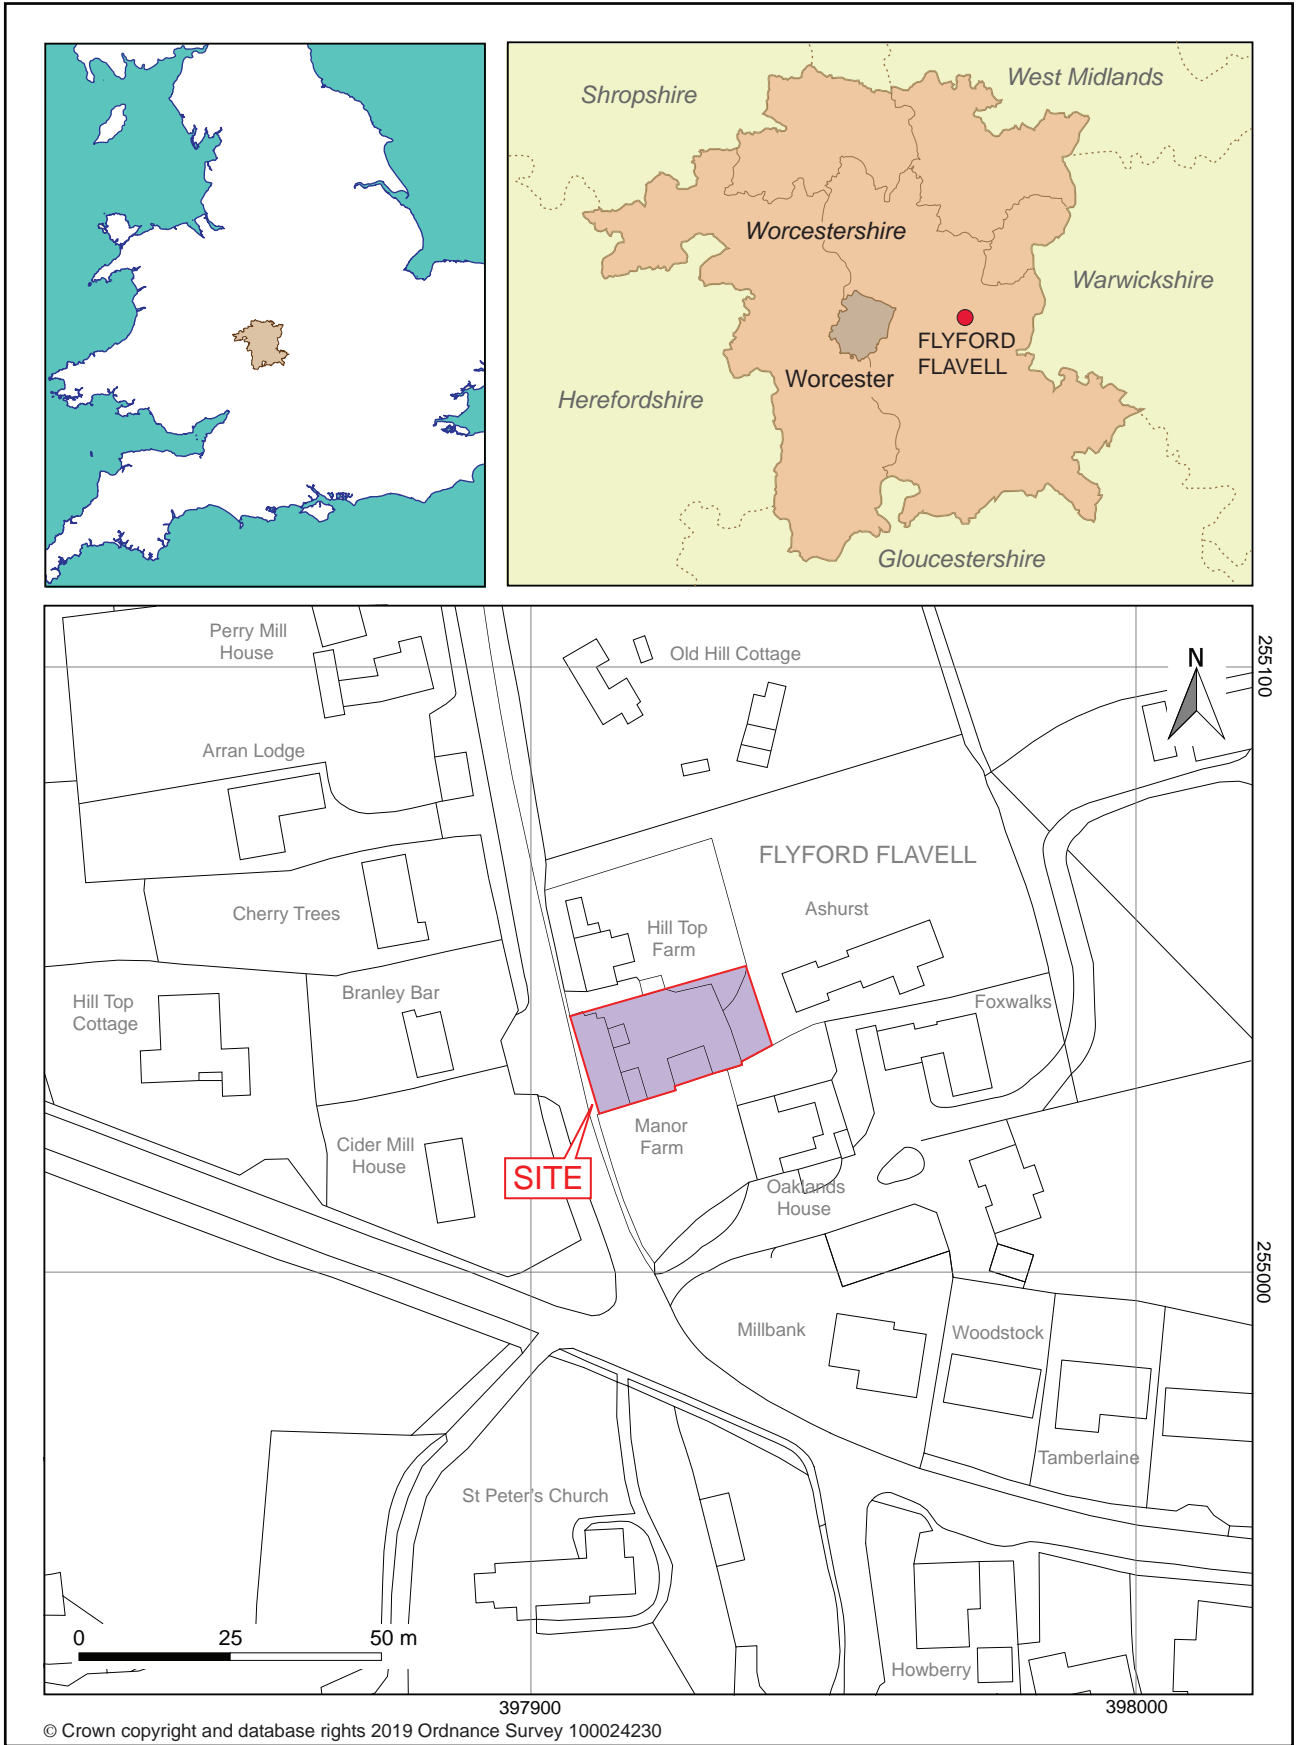 Shropshire
West Midlands
Worcestershire
Warwickshire
FLYFORD
FLAVELL
Worcester
Herefordshire
Gloucestershire
Perry Mill
House
Old Hill Cottage
255100
N
Arran Lodge
FLYFORD FLAVELL
Cherry Trees
Ashurst
Hill Top
Farm
Branley Bar
Hill Top
Cottage
Foxwalks
Manor
Farm
Cider Mill
House
SITE
Oaklands
House
255000
Millbank
Woodstock
Tamberlaine
St Peter's Church
0 25 50 m
Howberry
397900
398000
© Crown copyright and database rights 2019 Ordnance Survey 100024230